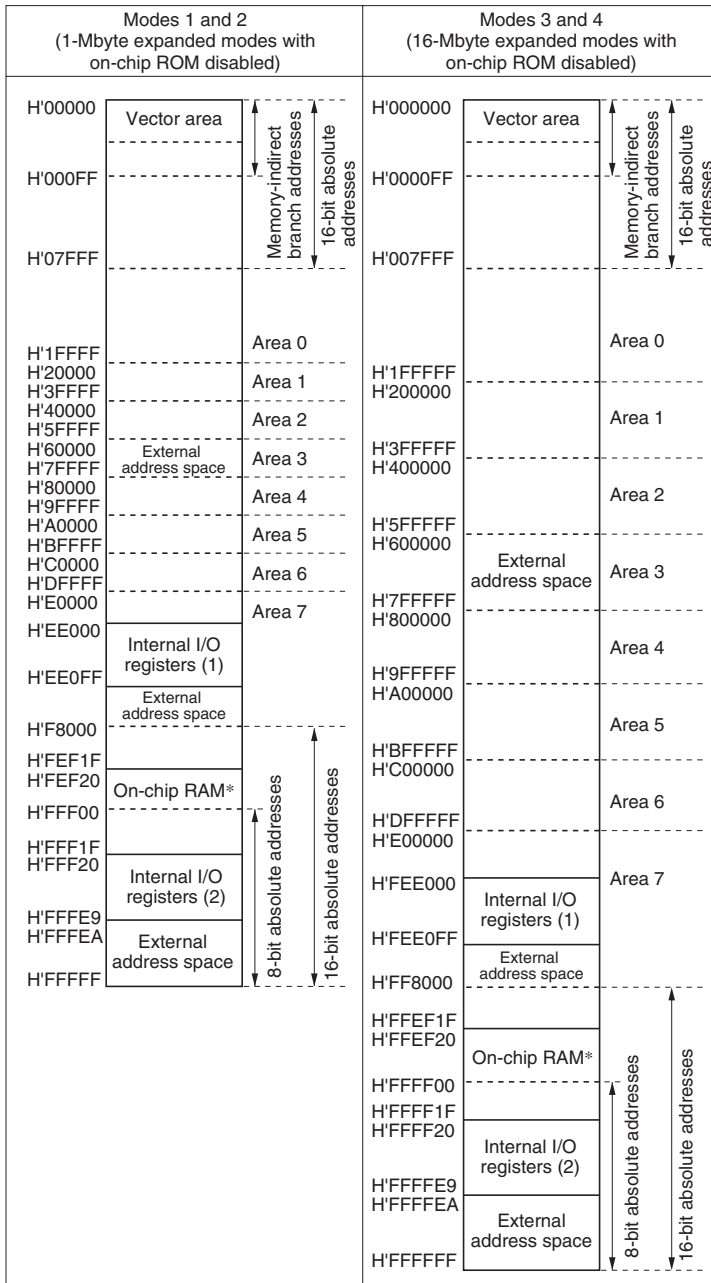 Modes 1 and 2
(1-Mbyte expanded modes with
on-chip ROM disabled)
H'00000
Vector area
H'000FF
H'07FFF
Memory-indirect
branch addresses
16-bit absolute
addresses
Area 0
H'1FFFF
H'20000
Area 1
H'3FFFF
H'40000
Area 2
H'5FFFF
H'60000
External
address space
Area 3
H'7FFFF
H'80000
Area 4
H'9FFFF
H'A0000
Area 5
H'BFFFF
H'C0000
Area 6
H'DFFFF
H'E0000
Area 7
H'EE000
Internal I/O
registers (1)
H'EE0FF
External
address space
H'F8000
H'FEF1F
H'FEF20
On-chip RAM*
H'FFF00
H'FFF1F
H'FFF20
Internal I/O
registers (2)
H'FFFE9
H'FFFEA
External
address space
H'FFFFF
8-bit absolute addresses
16-bit absolute addresses
Modes 3 and 4
(16-Mbyte expanded modes with
on-chip ROM disabled)
H'000000
Vector area
H'0000FF
H'007FFF
Memory-indirect
branch addresses
16-bit absolute
addresses
Area 0
H'1FFFFF
H'200000
Area 1
H'3FFFFF
H'400000
Area 2
H'5FFFFF
H'600000
External
address space
Area 3
H'7FFFFF
H'800000
Area 4
H'9FFFFF
H'A00000
Area 5
H'BFFFFF
H'C00000
Area 6
H'DFFFFF
H'E00000
Area 7
H'FEE000
Internal I/O
registers (1)
H'FEE0FF
External
address space
H'FF8000
H'FFEF1F
H'FFEF20
On-chip RAM*
H'FFFF00
H'FFFF1F
H'FFFF20
Internal I/O
registers (2)
H'FFFFE9
H'FFFFEA
External
address space
H'FFFFFF
8-bit absolute addresses
16-bit absolute addresses